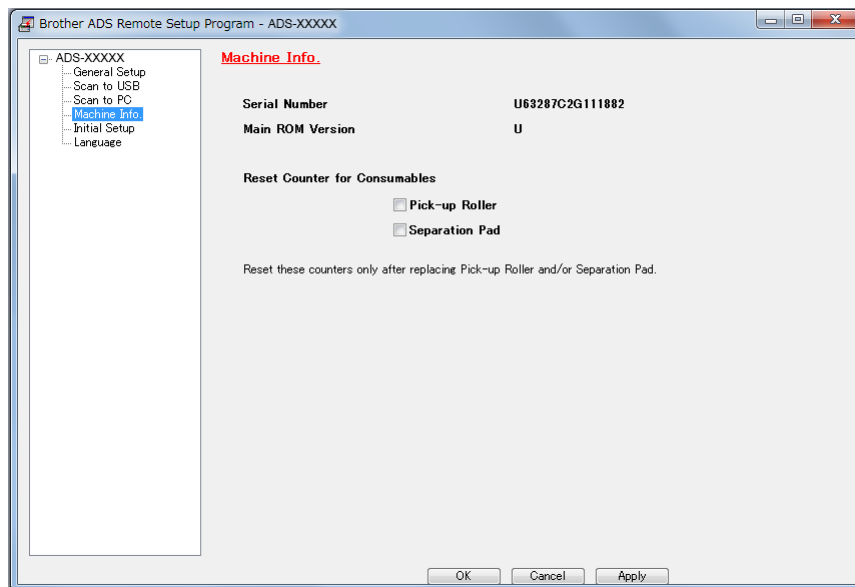 Brother ADS Remote Setup Program - ADS-XXXXX
ADS-XXXXX
General Setup
Scan to USB
Scan to PC
Machine Info.
Initial Setup
Language
Machine Info.
Serial Number U63287C2G111882
Main ROM Version U
Reset Counter for Consumables
Pick-up Roller
Separation Pad
Reset these counters only after replacing Pick-up Roller and/or Separation Pad.
OK Cancel Apply